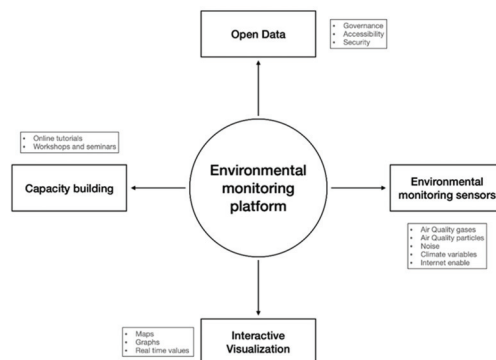 Open Data
• Governance
• Accessibility
• Security
• Online tutorials
• Workshops and seminars
Capacity building
Environmental
monitoring
platform
Environmental
monitoring sensors
• Air Quality gases
• Air Quality particles
• Noise
• Climate variables
• Internet enable
• Maps
• Graphs
• Real time values
Interactive
Visualization